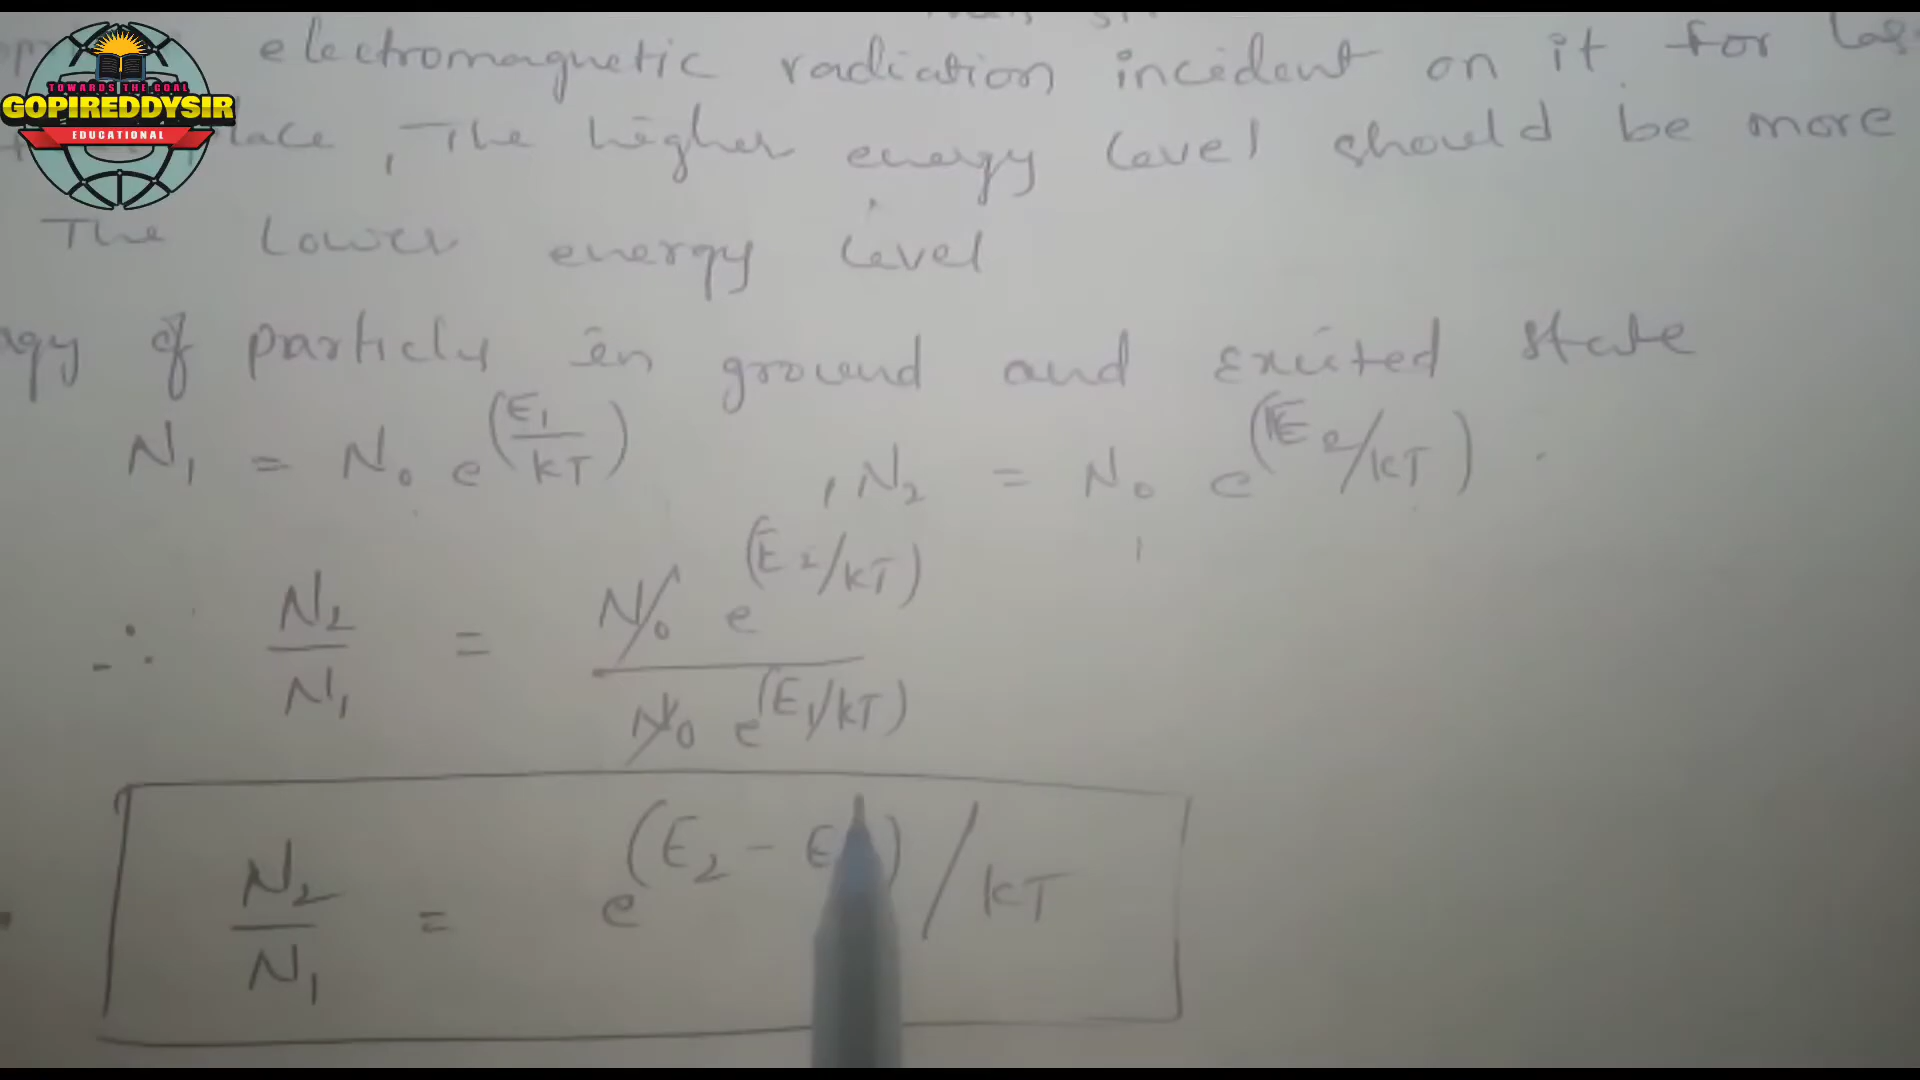 electromagnetic radiation incident on it for
TOWARDS THE GOAL
GOPIREDDYSIR
EDUCATIONAL
, The higher energy level should be more
The lower energy level
of particly in ground and excited state
N₁ = N₀ e^(E₁/kT) , N₂ = N₀ e^(E₂/kT)
∴ N₂/N₁ = N₀ e^(E₂/kT) / N₀ e^(E₁/kT)
N₂/N₁ = e^(E₂ - E)/kT